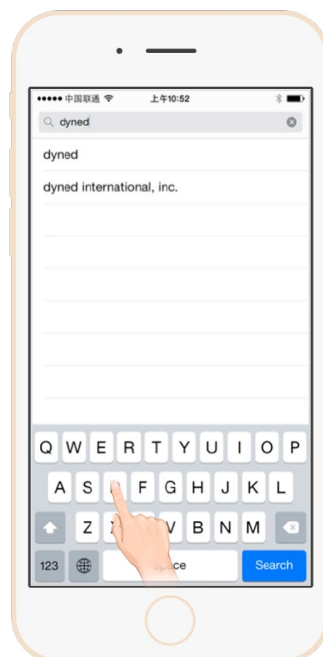 中国联通 上午10:52
dyned
dyned
dyned international, inc.
Q W E R T Y U I O P
A S F G H J K L
Z V B N M
123 Search